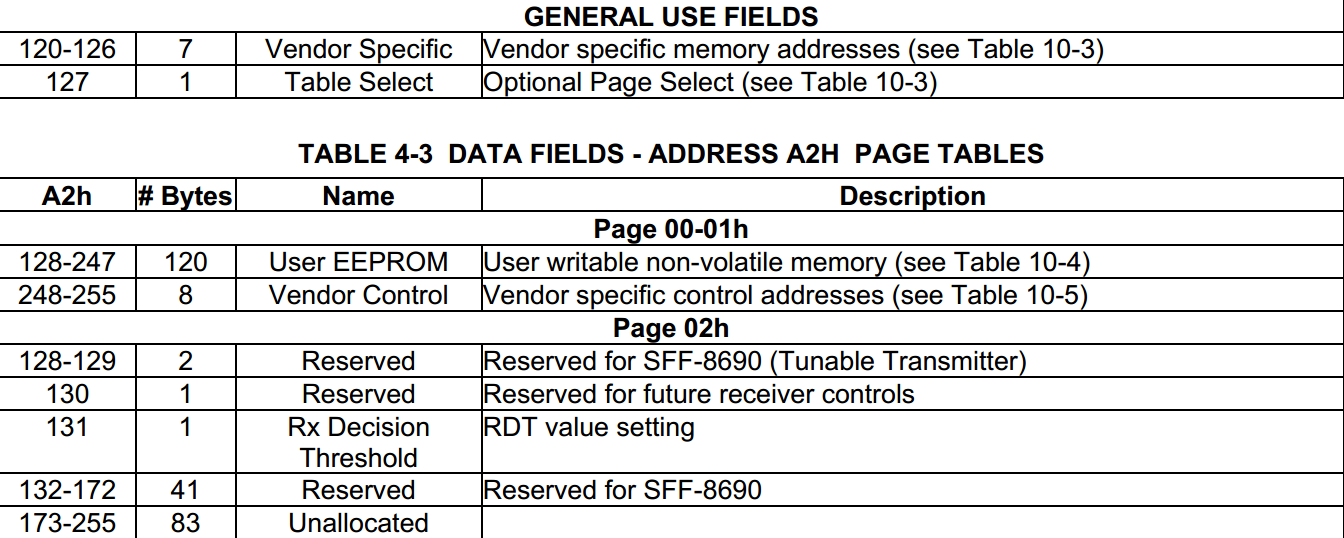 GENERAL USE FIELDS
120-126 7 Vendor Specific Vendor specific memory addresses (see Table 10-3)
127 1 Table Select Optional Page Select (see Table 10-3)
TABLE 4-3 DATA FIELDS - ADDRESS A2H PAGE TABLES
A2h # Bytes Name Description
Page 00-01h
128-247 120 User EEPROM User writable non-volatile memory (see Table 10-4)
248-255 8 Vendor Control Vendor specific control addresses (see Table 10-5)
Page 02h
128-129 2 Reserved Reserved for SFF-8690 (Tunable Transmitter)
130 1 Reserved Reserved for future receiver controls
131 1 Rx Decision RDT value setting
Threshold
132-172 41 Reserved Reserved for SFF-8690
173-255 83 Unallocated